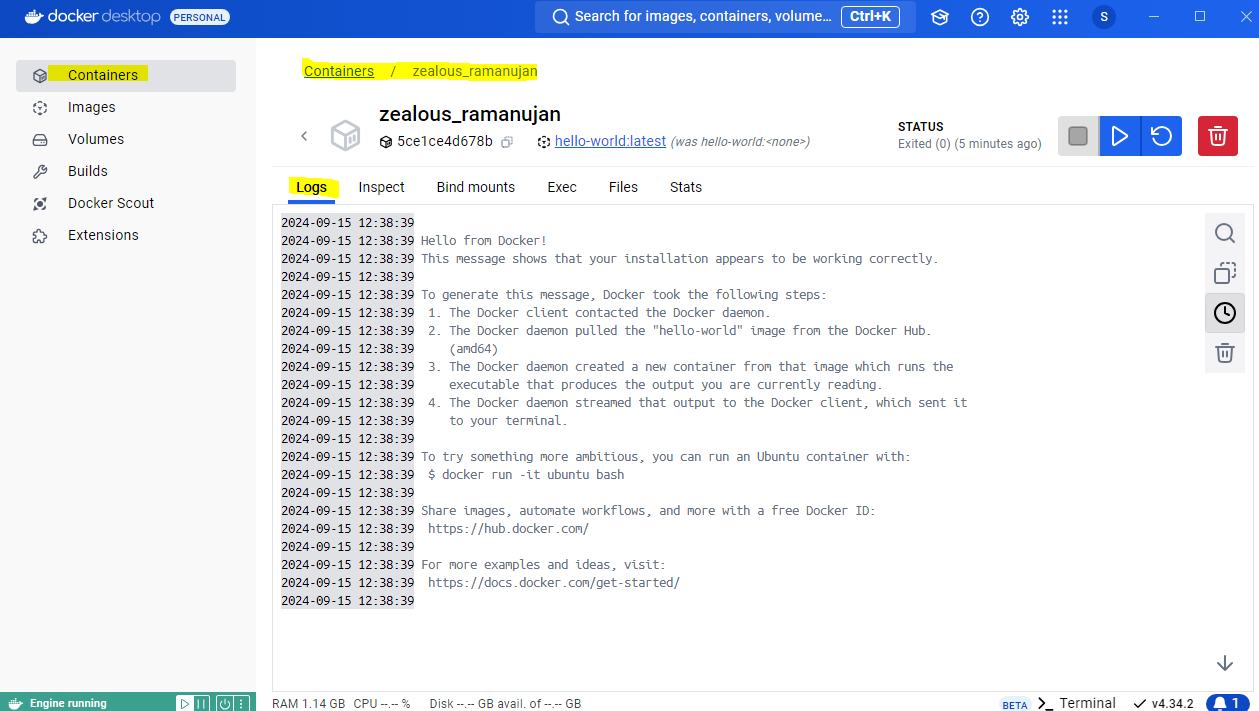 docker desktop PERSONAL
Search for images, containers, volume... Ctrl+K
S
Containers
Images
Volumes
Builds
Docker Scout
Extensions
Containers / zealous_ramanujan
zealous_ramanujan
5ce1ce4d678b hello-world:latest (was hello-world:<none>)
STATUS
Exited (0) (5 minutes ago)
Logs Inspect Bind mounts Exec Files Stats
2024-09-15 12:38:39
2024-09-15 12:38:39 Hello from Docker!
2024-09-15 12:38:39 This message shows that your installation appears to be working correctly.
2024-09-15 12:38:39
2024-09-15 12:38:39 To generate this message, Docker took the following steps:
2024-09-15 12:38:39 1. The Docker client contacted the Docker daemon.
2024-09-15 12:38:39 2. The Docker daemon pulled the "hello-world" image from the Docker Hub.
2024-09-15 12:38:39 (amd64)
2024-09-15 12:38:39 3. The Docker daemon created a new container from that image which runs the
2024-09-15 12:38:39 executable that produces the output you are currently reading.
2024-09-15 12:38:39 4. The Docker daemon streamed that output to the Docker client, which sent it
2024-09-15 12:38:39 to your terminal.
2024-09-15 12:38:39
2024-09-15 12:38:39 To try something more ambitious, you can run an Ubuntu container with:
2024-09-15 12:38:39 $ docker run -it ubuntu bash
2024-09-15 12:38:39
2024-09-15 12:38:39 Share images, automate workflows, and more with a free Docker ID:
2024-09-15 12:38:39 https://hub.docker.com/
2024-09-15 12:38:39
2024-09-15 12:38:39 For more examples and ideas, visit:
2024-09-15 12:38:39 https://docs.docker.com/get-started/
2024-09-15 12:38:39
Engine running
RAM 1.14 GB CPU --.-- % Disk --.-- GB avail. of --.-- GB
BETA Terminal v4.34.2 1